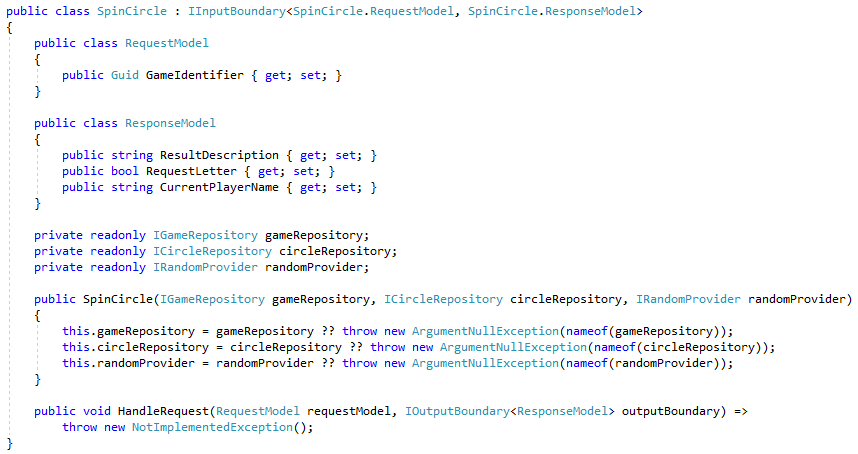 public class SpinCircle : IInputBoundary<SpinCircle.RequestModel, SpinCircle.ResponseModel>
{
    public class RequestModel
    {
        public Guid GameIdentifier { get; set; }
    }

    public class ResponseModel
    {
        public string ResultDescription { get; set; }
        public bool RequestLetter { get; set; }
        public string CurrentPlayerName { get; set; }
    }

    private readonly IGameRepository gameRepository;
    private readonly ICircleRepository circleRepository;
    private readonly IRandomProvider randomProvider;

    public SpinCircle(IGameRepository gameRepository, ICircleRepository circleRepository, IRandomProvider randomProvider)
    {
        this.gameRepository = gameRepository ?? throw new ArgumentNullException(nameof(gameRepository));
        this.circleRepository = circleRepository ?? throw new ArgumentNullException(nameof(circleRepository));
        this.randomProvider = randomProvider ?? throw new ArgumentNullException(nameof(randomProvider));
    }

    public void HandleRequest(RequestModel requestModel, IOutputBoundary<ResponseModel> outputBoundary) =>
        throw new NotImplementedException();
}